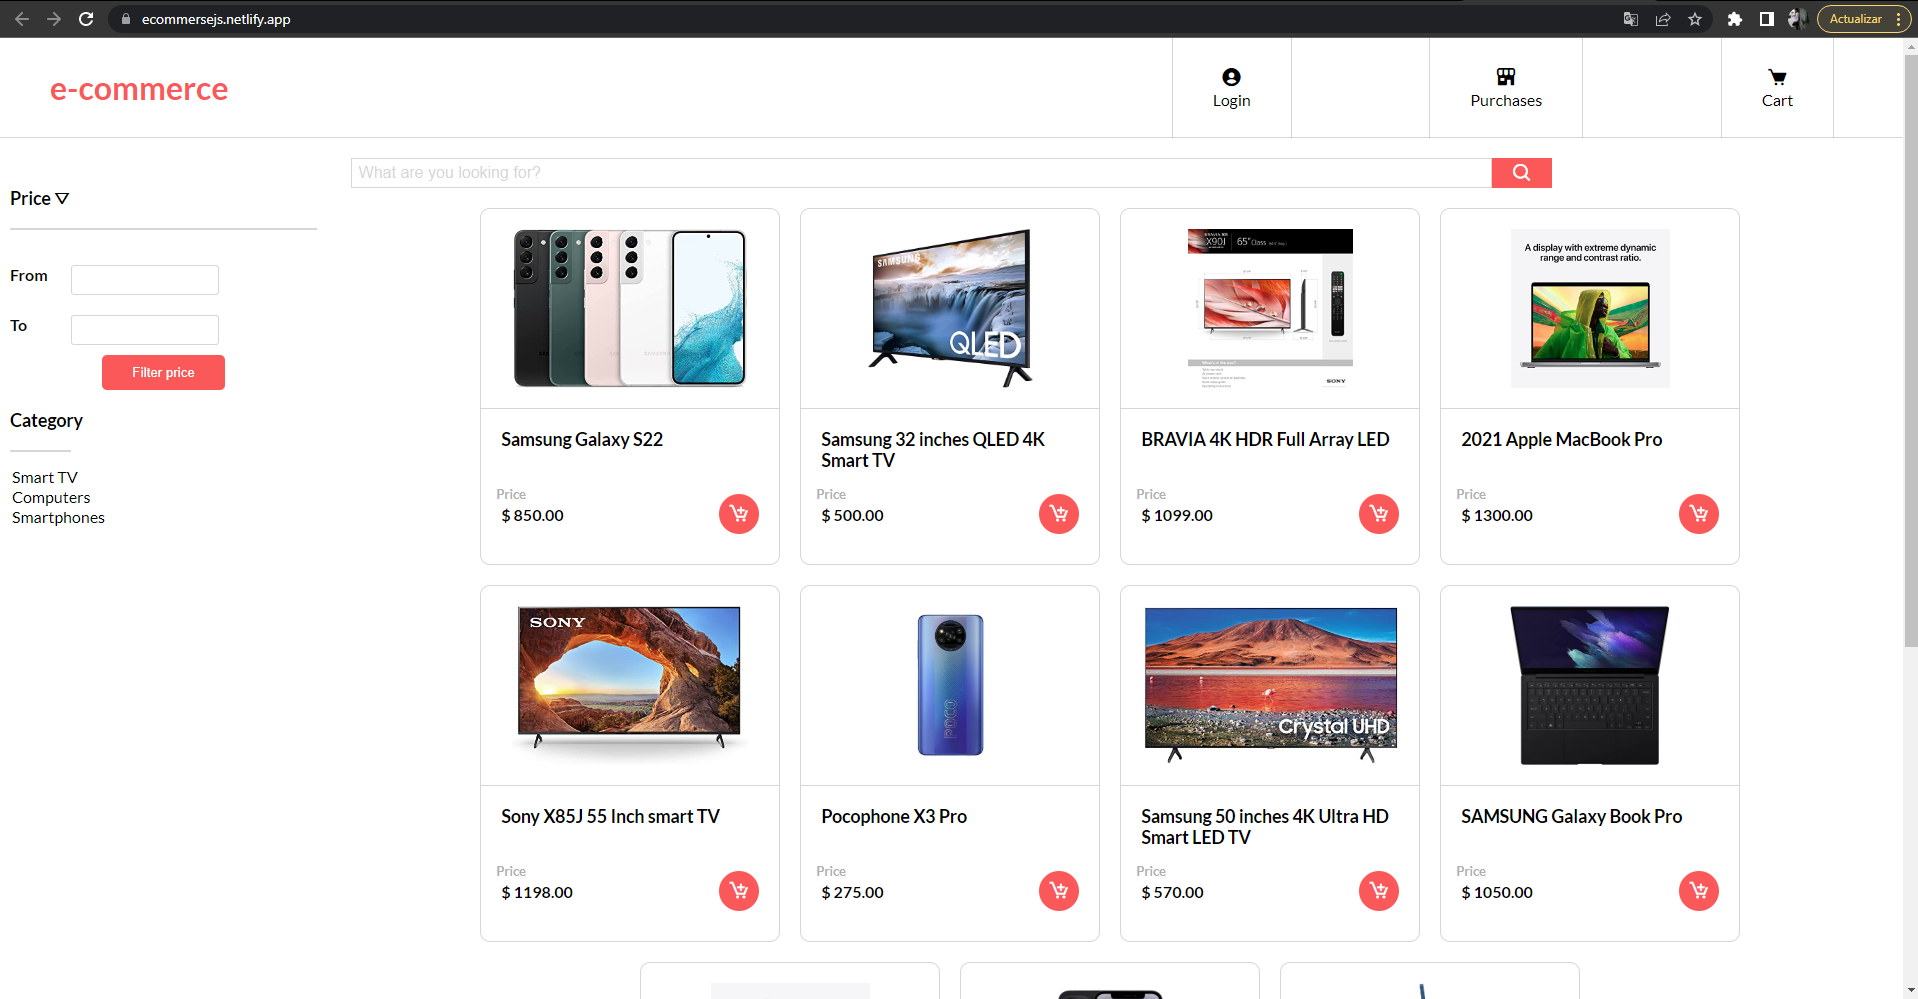 ecommersejs.netlify.app
Actualizar
e-commerce
Login
Purchases
Cart
What are you looking for?
Price
From
To
Filter price
Category
Smart TV
Computers
Smartphones
SAMSUNG
QLED
BRAVIA XR
X90J
65" Class
SONY
A display with extreme dynamic
range and contrast ratio.
Samsung Galaxy S22
Price
$ 850.00
Samsung 32 inches QLED 4K
Smart TV
Price
$ 500.00
BRAVIA 4K HDR Full Array LED
Price
$ 1099.00
2021 Apple MacBook Pro
Price
$ 1300.00
SONY
POCO
Crystal UHD
Sony X85J 55 Inch smart TV
Price
$ 1198.00
Pocophone X3 Pro
Price
$ 275.00
Samsung 50 inches 4K Ultra HD
Smart LED TV
Price
$ 570.00
SAMSUNG Galaxy Book Pro
Price
$ 1050.00